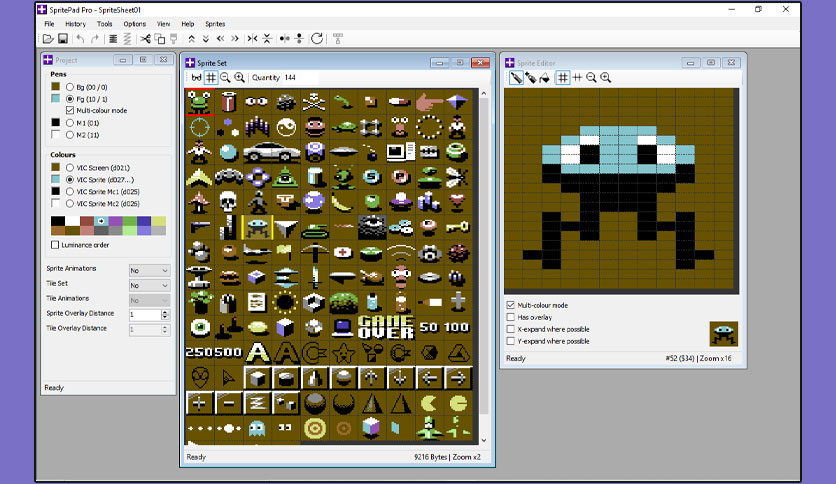 SpritePad Pro - SpriteSheet01
File History Tools Options View Help Sprites
Project
Pens
Bg (00 / 0)
Fg (10 / 1)
Multi-colour mode
M1 (01)
M2 (11)
Colours
VIC Screen (d021)
VIC Sprite (d027...)
VIC Sprite Mc1 (d025)
VIC Sprite Mc2 (d026)
Luminance order
Sprite Animations No
Tile Set No
Tile Animations No
Sprite Overlay Distance 1
Tile Overlay Distance 1
Ready
Sprite Set
Quantity 144
GAME OVER 50 100
250 500
Ready 9216 Bytes | Zoom x2
Sprite Editor
Multi-colour mode
Has overlay
X-expand where possible
Y-expand where possible
Ready #52 ($34) | Zoom x16